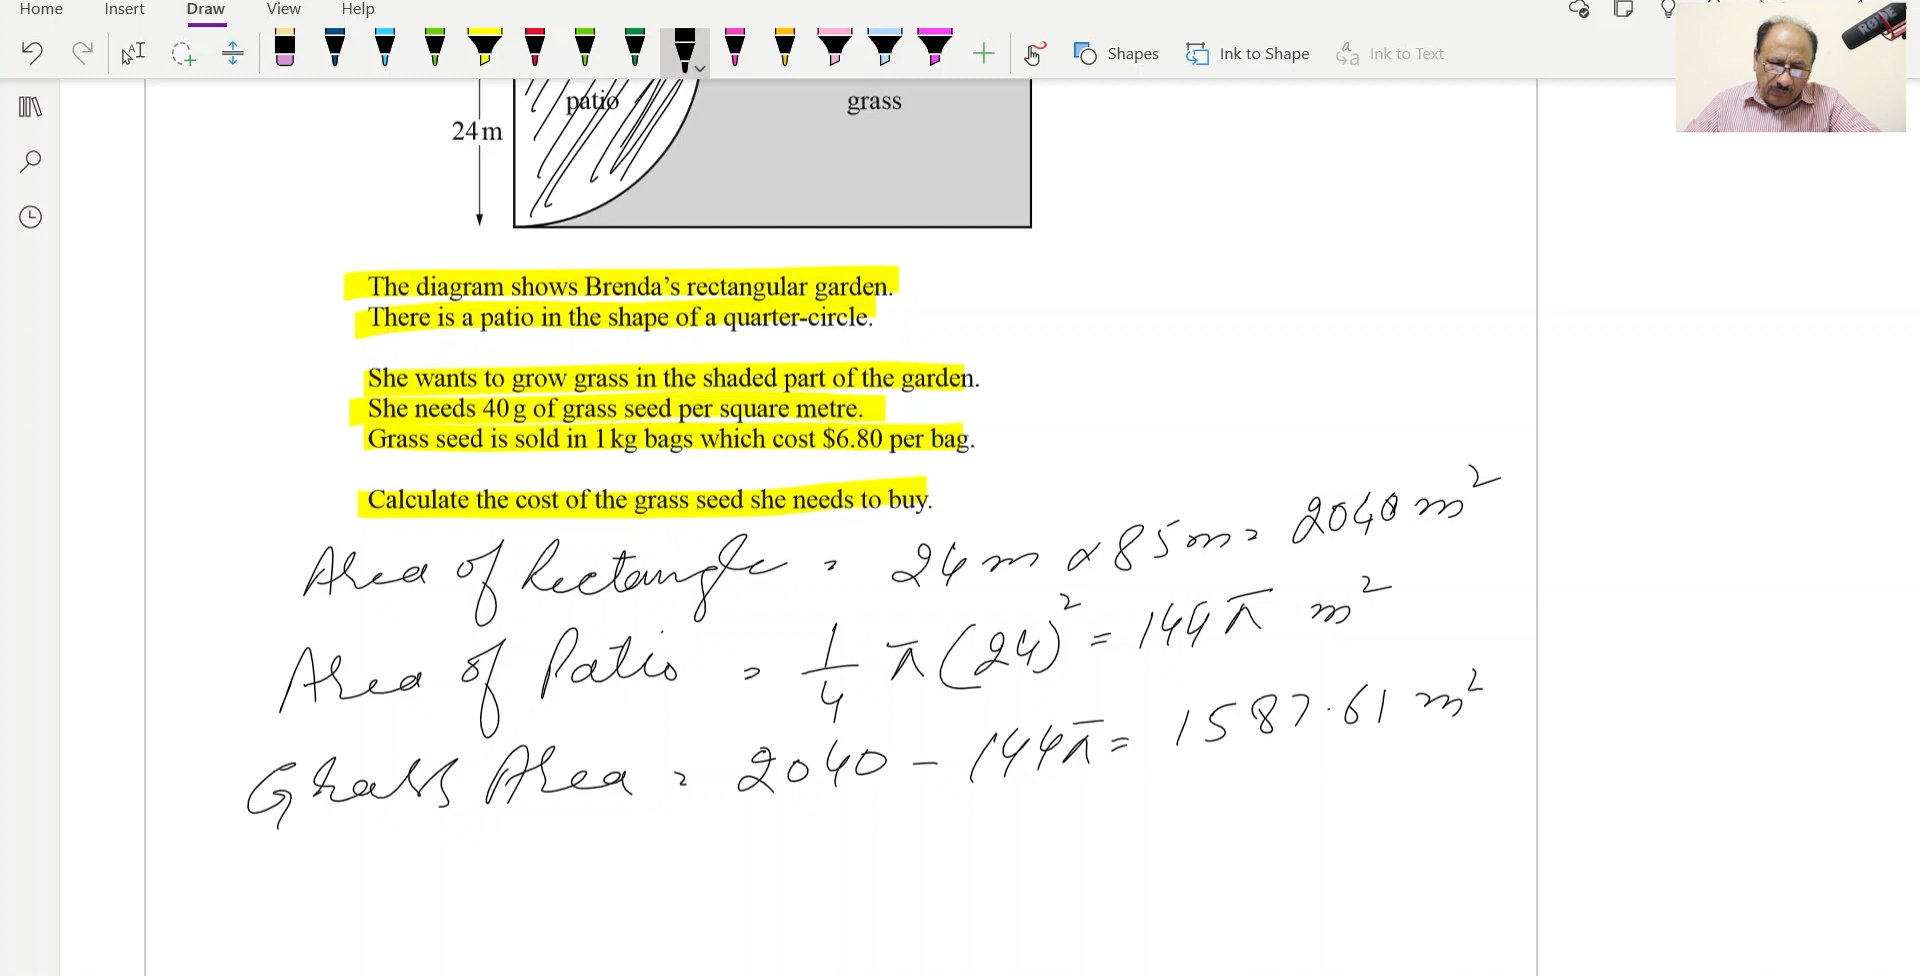 Home Insert Draw View Help
Shapes Ink to Shape Ink to Text
RØDE
patio grass
24 m
The diagram shows Brenda's rectangular garden.
There is a patio in the shape of a quarter-circle.
She wants to grow grass in the shaded part of the garden.
She needs 40 g of grass seed per square metre.
Grass seed is sold in 1 kg bags which cost $6.80 per bag.
Calculate the cost of the grass seed she needs to buy.
Area of Rectangle = 24 m × 85 m = 2040 m²
Area of Patio = 1/4 π (24)² = 144π m²
Grass Area = 2040 - 144π = 1587.61 m²